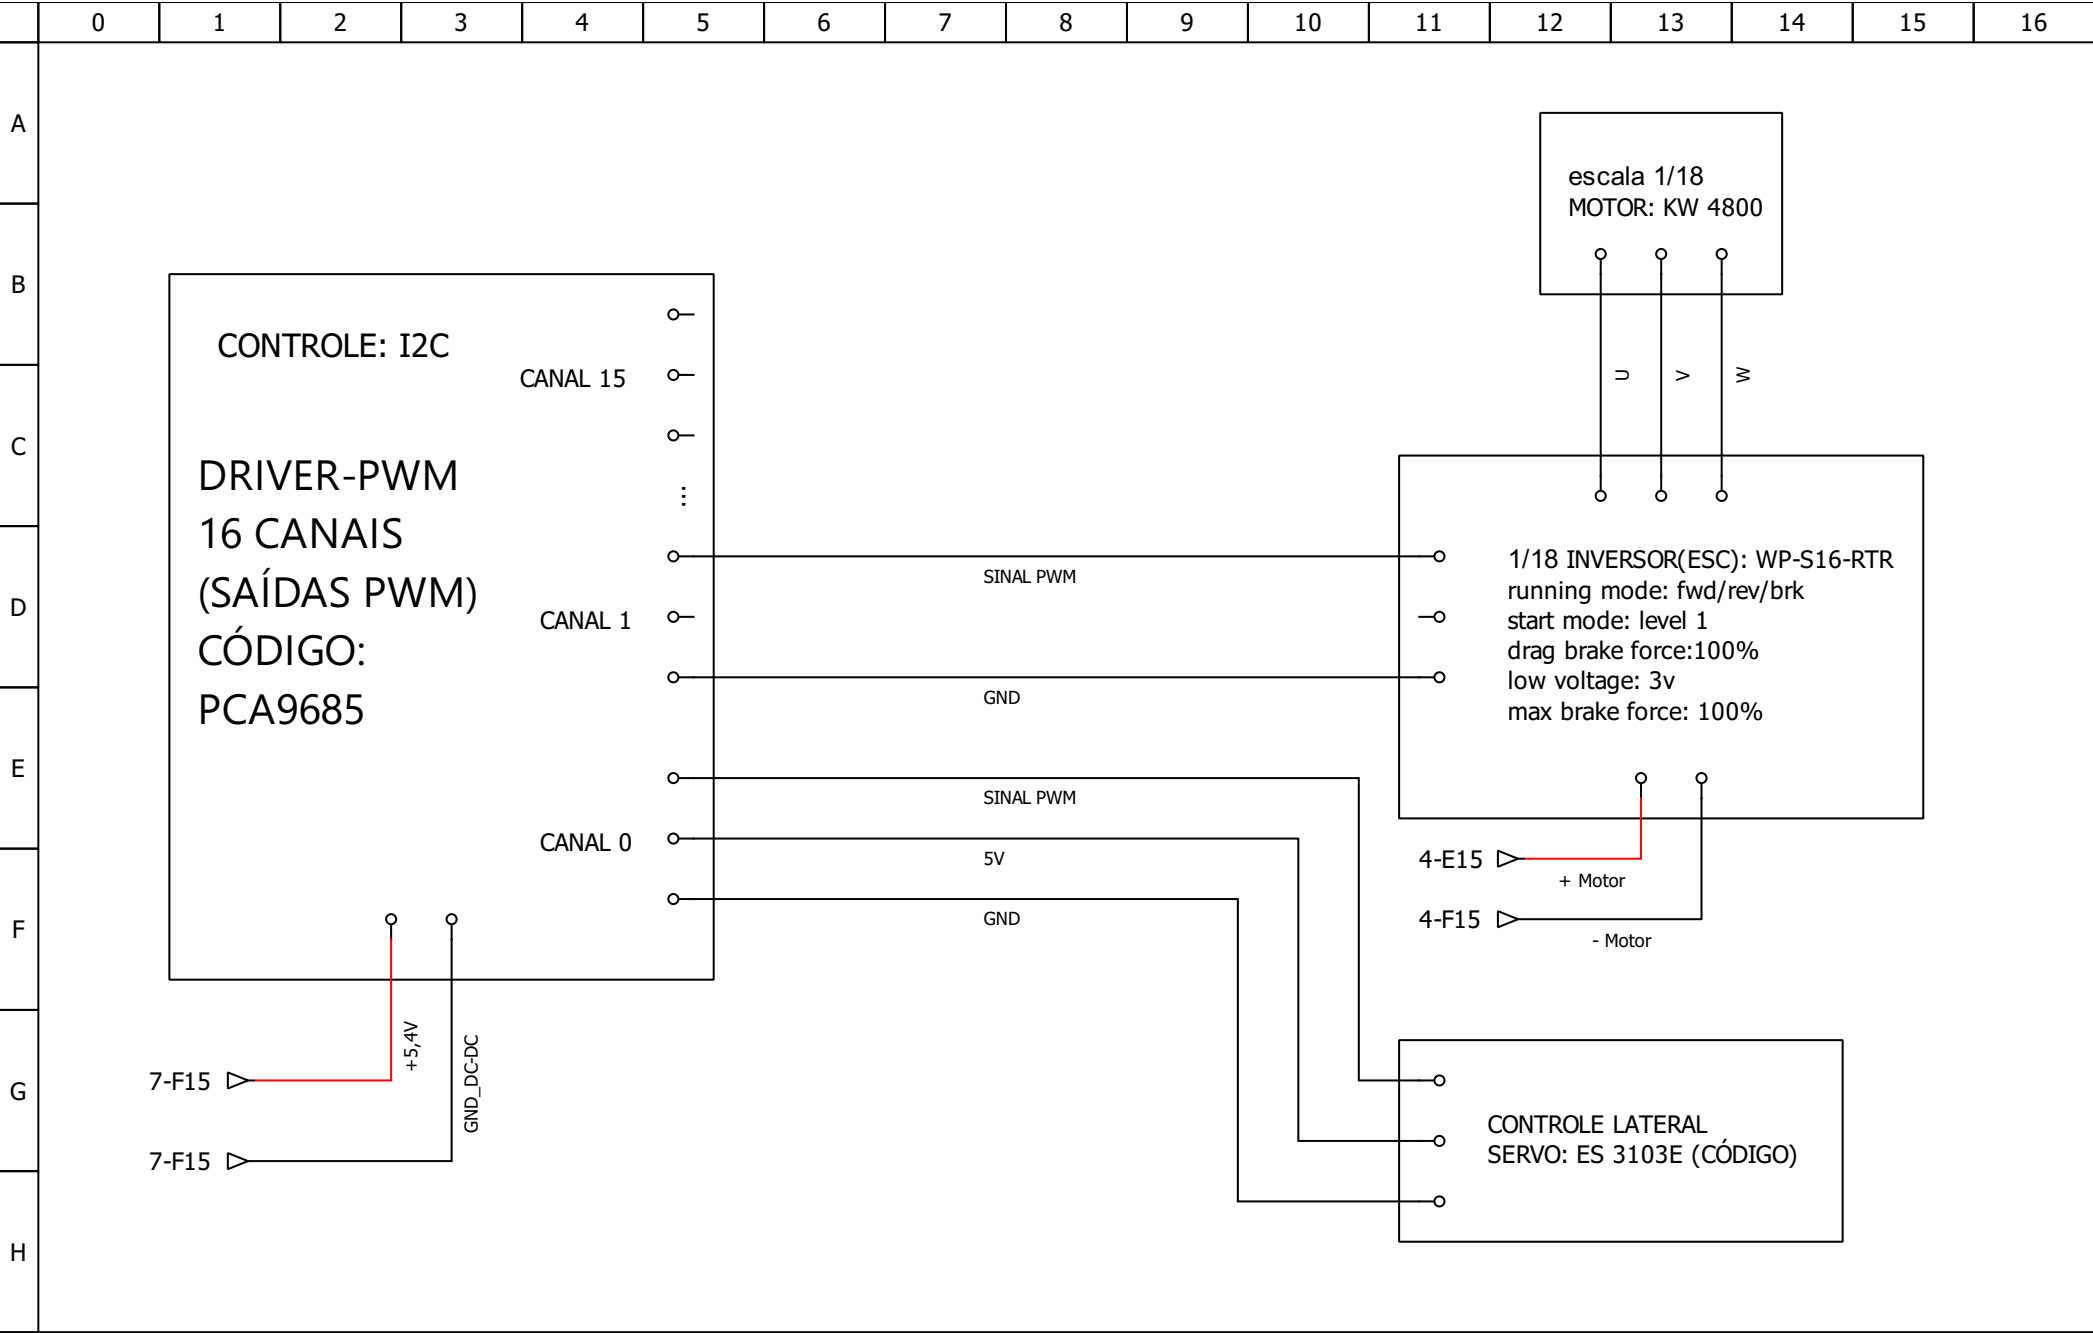 0 1 2 3 4 5 6 7 8 9 10 11 12 13 14 15 16
A
B
C
D
E
F
G
H
CONTROLE: I2C
CANAL 15
DRIVER-PWM
16 CANAIS
(SAÍDAS PWM)
CÓDIGO:
PCA9685
...
CANAL 1
CANAL 0
SINAL PWM
GND
SINAL PWM
5V
GND
+5,4V
GND_DC-DC
7-F15
7-F15
escala 1/18
MOTOR: KW 4800
U
V
W
1/18 INVERSOR(ESC): WP-S16-RTR
running mode: fwd/rev/brk
start mode: level 1
drag brake force:100%
low voltage: 3v
max brake force: 100%
4-E15
+ Motor
4-F15
- Motor
CONTROLE LATERAL
SERVO: ES 3103E (CÓDIGO)